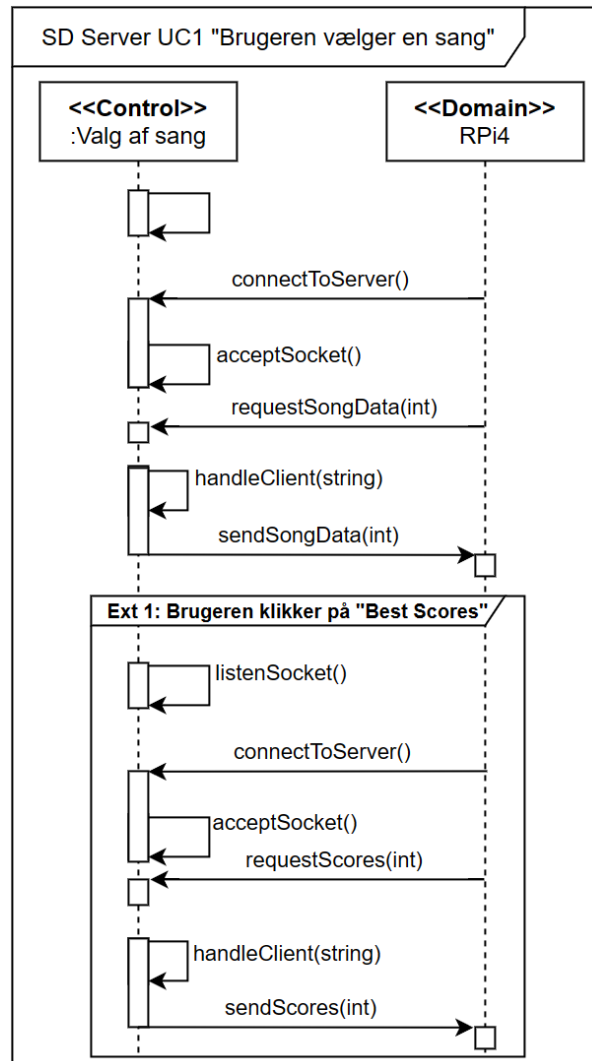 SD Server UC1 "Brugeren vælger en sang"
<<Control>>
:Valg af sang
<<Domain>>
RPi4
connectToServer()
acceptSocket()
requestSongData(int)
handleClient(string)
sendSongData(int)
Ext 1: Brugeren klikker på "Best Scores"
listenSocket()
connectToServer()
acceptSocket()
requestScores(int)
handleClient(string)
sendScores(int)